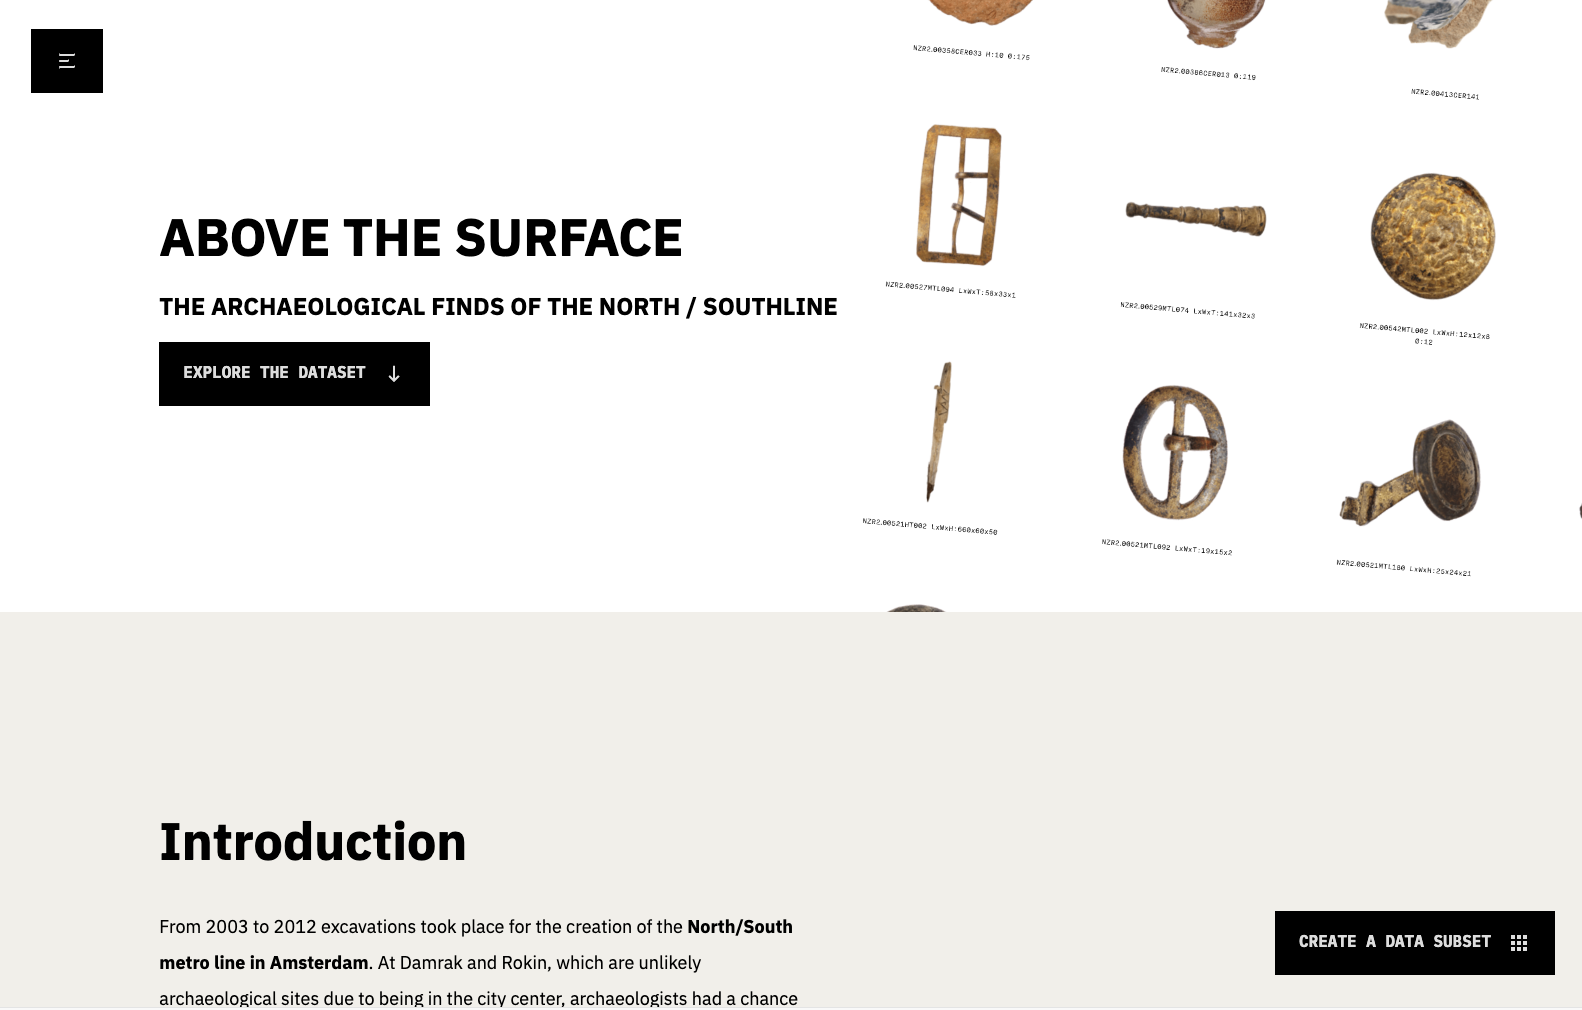 NZR2.00358CER033 H:10 O:175
NZR2.00386CER013 O:119
NZR2.00413CER141
ABOVE THE SURFACE
THE ARCHAEOLOGICAL FINDS OF THE NORTH / SOUTHLINE
EXPLORE THE DATASET
NZR2.00527MTL094 LxWxT:58x33x1
NZR2.00529MTL074 LxWxT:141x32x3
NZR2.00542MTL002 LxWxH:12x12x8
O:12
NZR2.00521HT002 LxWxH:660x60x50
NZR2.00521MTL092 LxWxT:19x15x2
NZR2.00521MTL180 LxWxH:25x24x21
Introduction
From 2003 to 2012 excavations took place for the creation of the North/South
metro line in Amsterdam. At Damrak and Rokin, which are unlikely
archaeological sites due to being in the city center, archaeologists had a chance
CREATE A DATA SUBSET